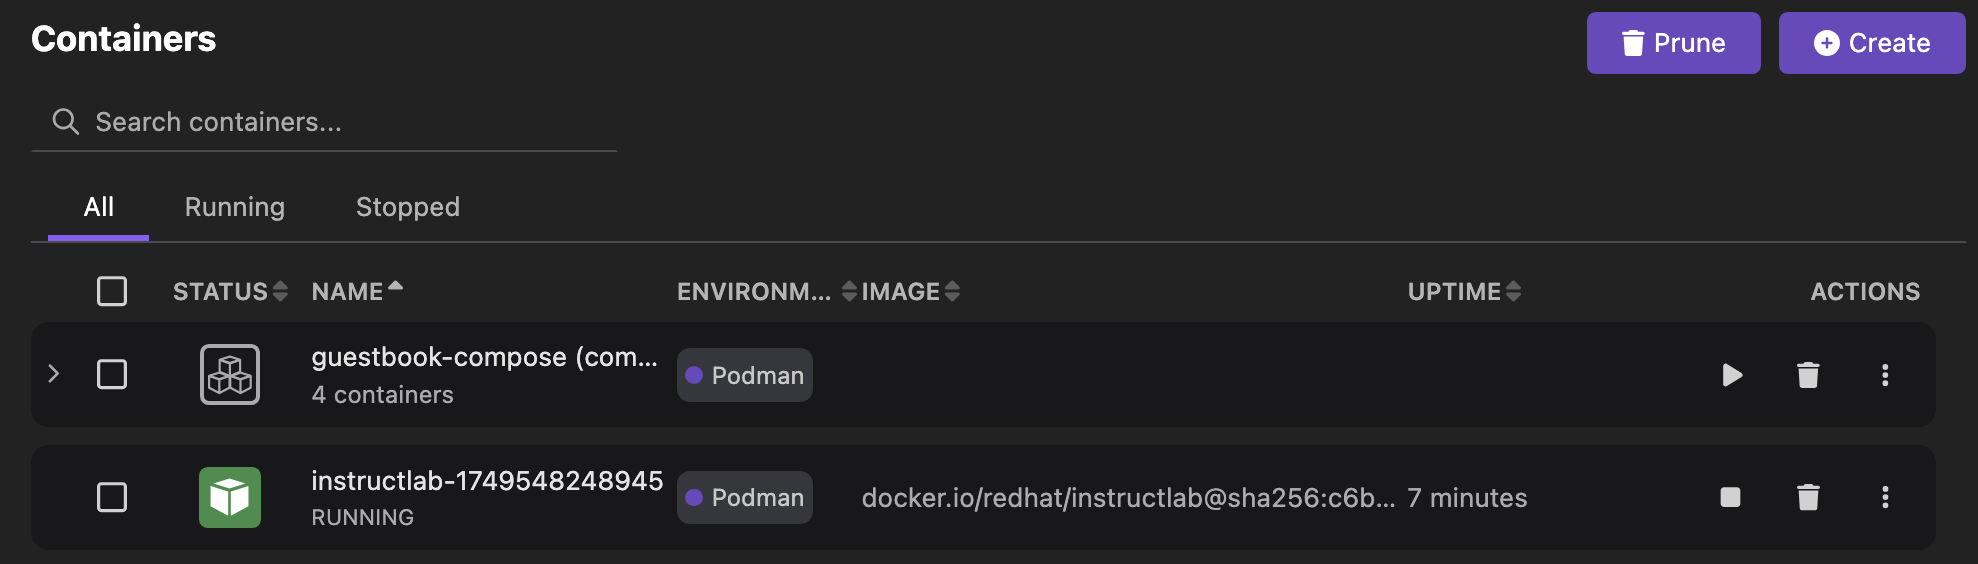 Containers
Prune
Create
Search containers...
All Running Stopped
STATUS NAME ENVIRONM... IMAGE UPTIME ACTIONS
guestbook-compose (com...
4 containers
Podman
instructlab-1749548248945
RUNNING
Podman
docker.io/redhat/instructlab@sha256:c6b...
7 minutes